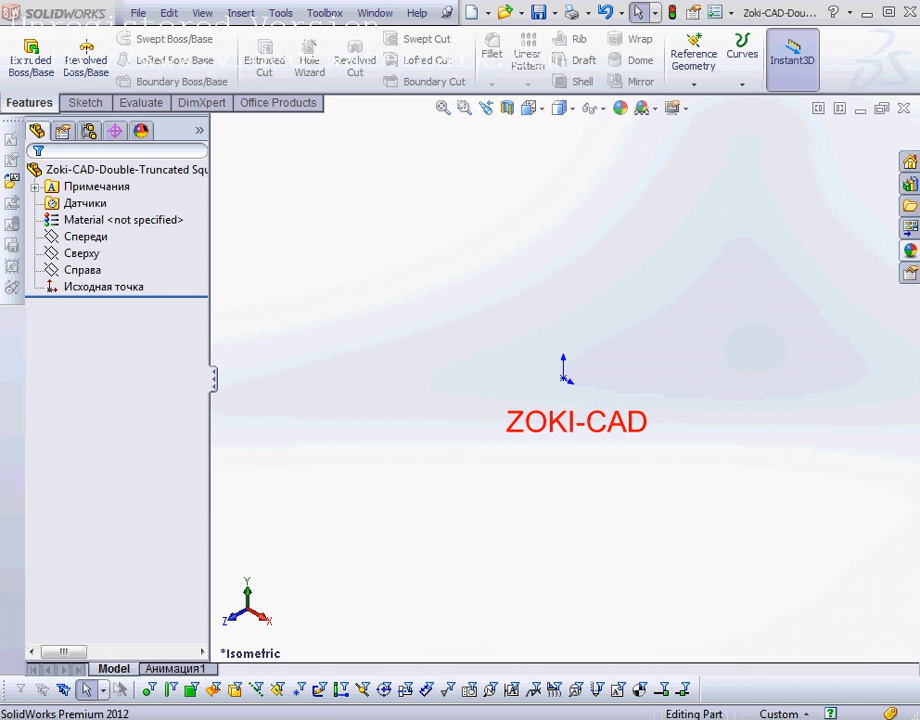 SOLIDWORKS File Edit View Insert Tools Toolbox Window Help Zoki-CAD-Dou... ?
Extruded Boss/Base
Revolved Boss/Base
Swept Boss/Base
Lofted Boss/Base
Boundary Boss/Base
Extruded Cut
Hole Wizard
Revolved Cut
Swept Cut
Lofted Cut
Boundary Cut
Fillet
Linear Pattern
Rib
Draft
Shell
Wrap
Dome
Mirror
Reference Geometry
Curves
Instant3D
Features Sketch Evaluate DimXpert Office Products
Zoki-CAD-Double-Truncated Squ
Примечания
Датчики
Material <not specified>
Спереди
Сверху
Справа
Исходная точка
ZOKI-CAD
Y
Z X
*Isometric
Model Анимация1
SolidWorks Premium 2012 Editing Part Custom ?